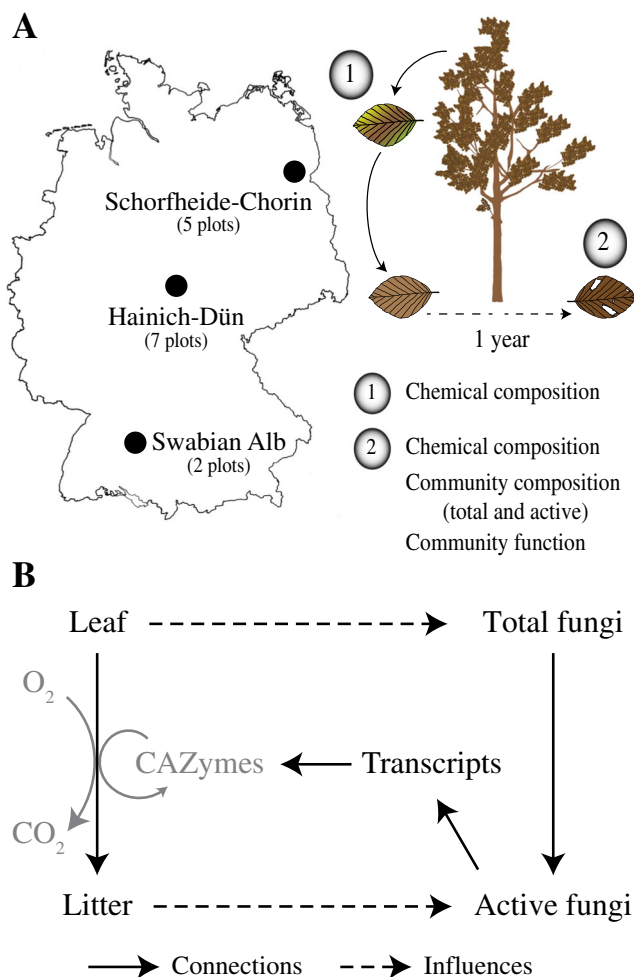 A
1
Schorfheide-Chorin
(5 plots)
2
Hainich-Dün
(7 plots)
1 year
1 Chemical composition
Swabian Alb
(2 plots)
2 Chemical composition
Community composition
(total and active)
Community function
B
Leaf
Total fungi
O2
CAZymes
Transcripts
CO2
Litter
Active fungi
Connections
Influences